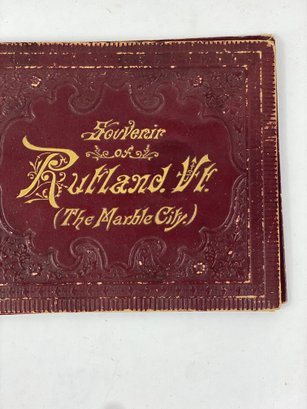 Souvenir
OF
Rutland. Vt.
(The Marble City.)